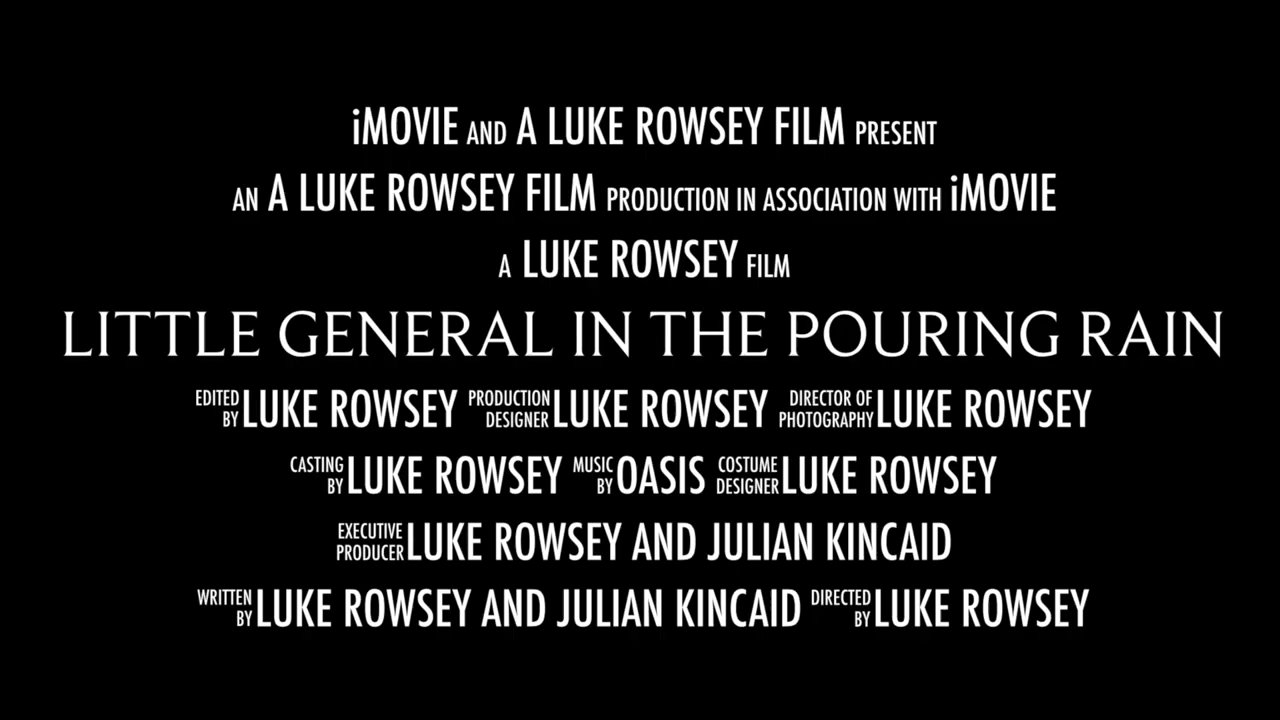 iMOVIE AND A LUKE ROWSEY FILM PRESENT
AN A LUKE ROWSEY FILM PRODUCTION IN ASSOCIATION WITH iMOVIE
A LUKE ROWSEY FILM
LITTLE GENERAL IN THE POURING RAIN
EDITED BY LUKE ROWSEY PRODUCTION DESIGNER LUKE ROWSEY DIRECTOR OF PHOTOGRAPHY LUKE ROWSEY
CASTING BY LUKE ROWSEY MUSIC BY OASIS COSTUME DESIGNER LUKE ROWSEY
EXECUTIVE PRODUCER LUKE ROWSEY AND JULIAN KINCAID
WRITTEN BY LUKE ROWSEY AND JULIAN KINCAID DIRECTED BY LUKE ROWSEY